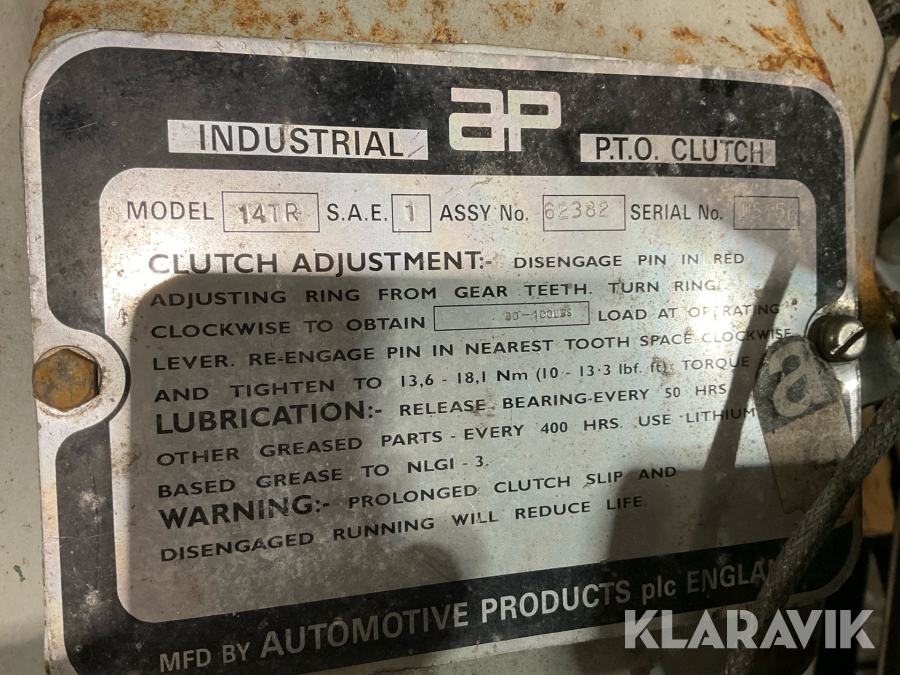 ap
INDUSTRIAL P.T.O. CLUTCH
MODEL 14TR S.A.E. 1 ASSY No. 62382 SERIAL No.
CLUTCH ADJUSTMENT:- DISENGAGE PIN IN RED
ADJUSTING RING FROM GEAR TEETH. TURN RING
CLOCKWISE TO OBTAIN LOAD AT OPERATING
LEVER. RE-ENGAGE PIN IN NEAREST TOOTH SPACE CLOCKWISE
AND TIGHTEN TO 13,6 - 18,1 Nm (10 - 13·3 lbf. ft) TORQUE
LUBRICATION:- RELEASE BEARING-EVERY 50 HRS
OTHER GREASED PARTS - EVERY 400 HRS. USE LITHIUM
BASED GREASE TO NLGI - 3.
WARNING:- PROLONGED CLUTCH SLIP AND
DISENGAGED RUNNING WILL REDUCE LIFE.
MFD BY AUTOMOTIVE PRODUCTS plc ENGLAN
a
KLARAVIK